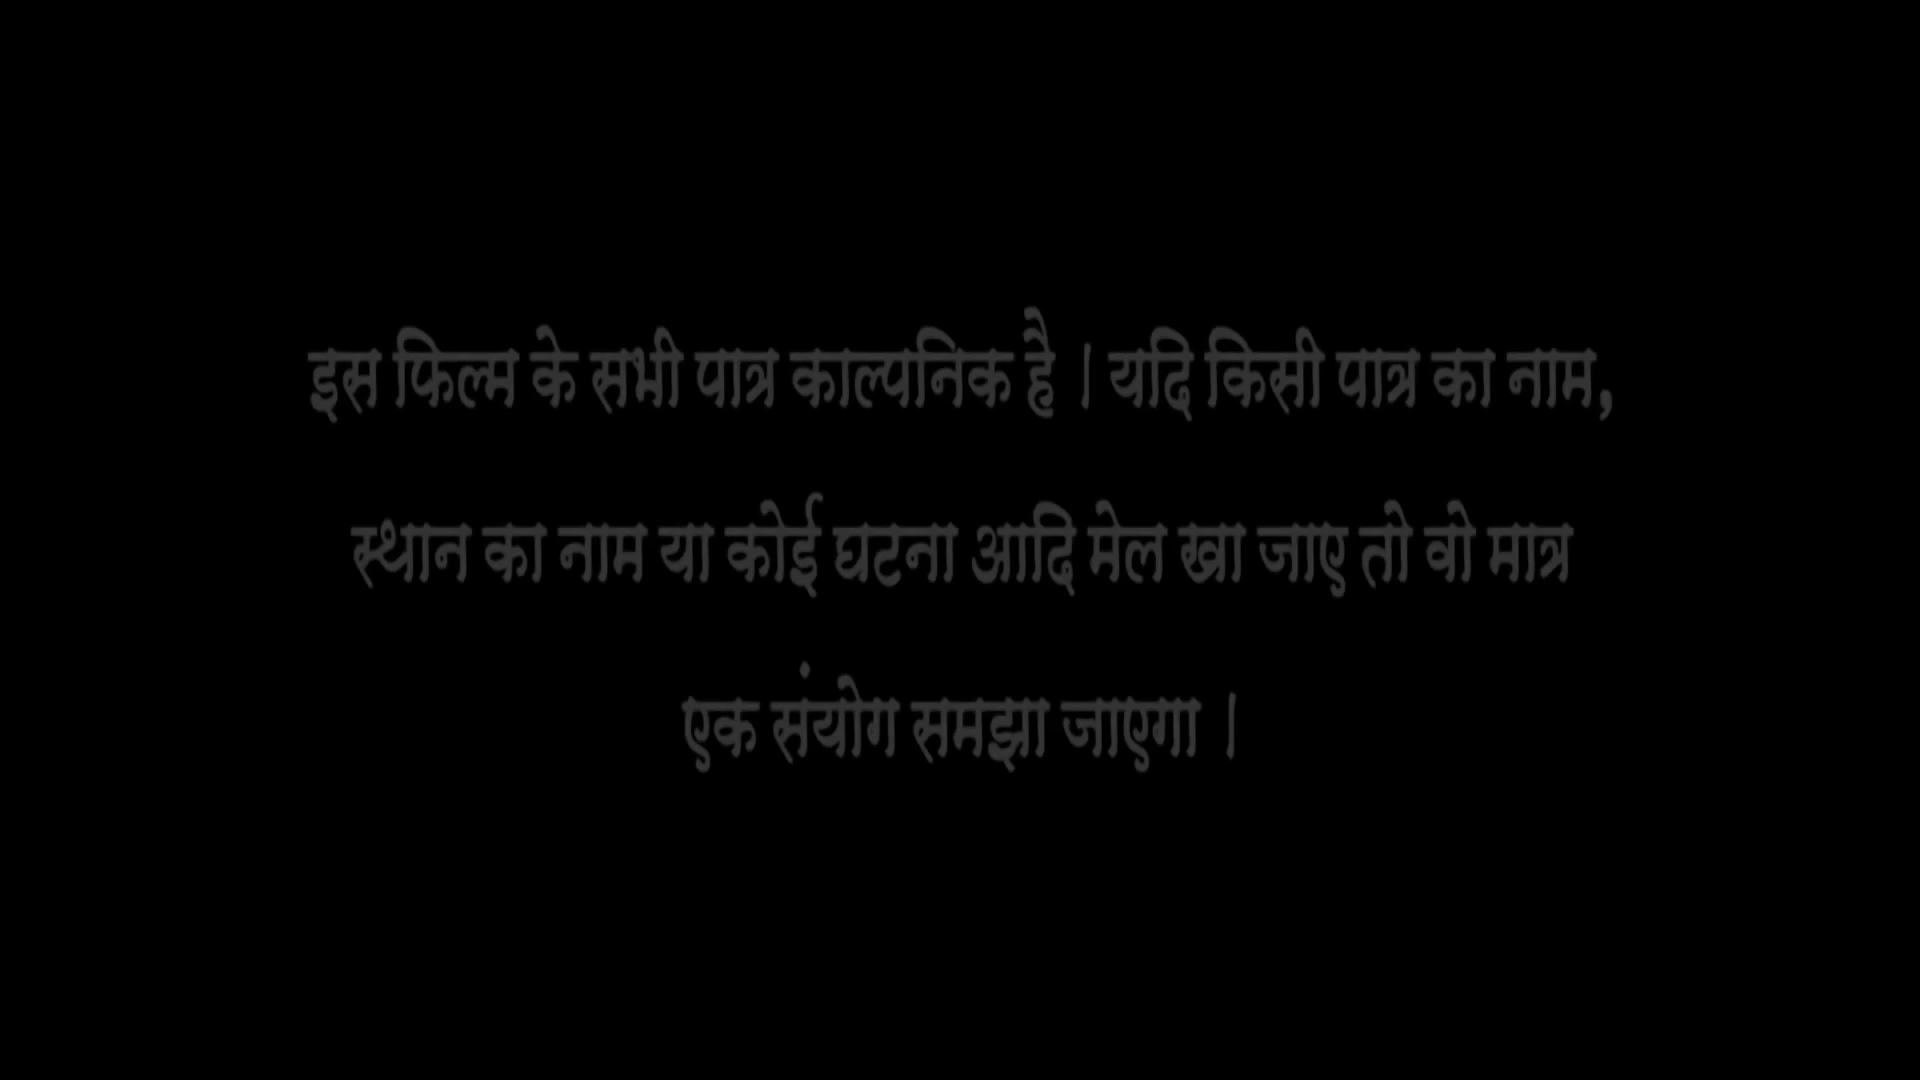 इस फिल्म के सभी पात्र काल्पनिक है । यदि किसी पात्र का नाम,
स्थान का नाम या कोई घटना आदि मेल खा जाए तो वो मात्र
एक संयोग समझा जाएगा ।